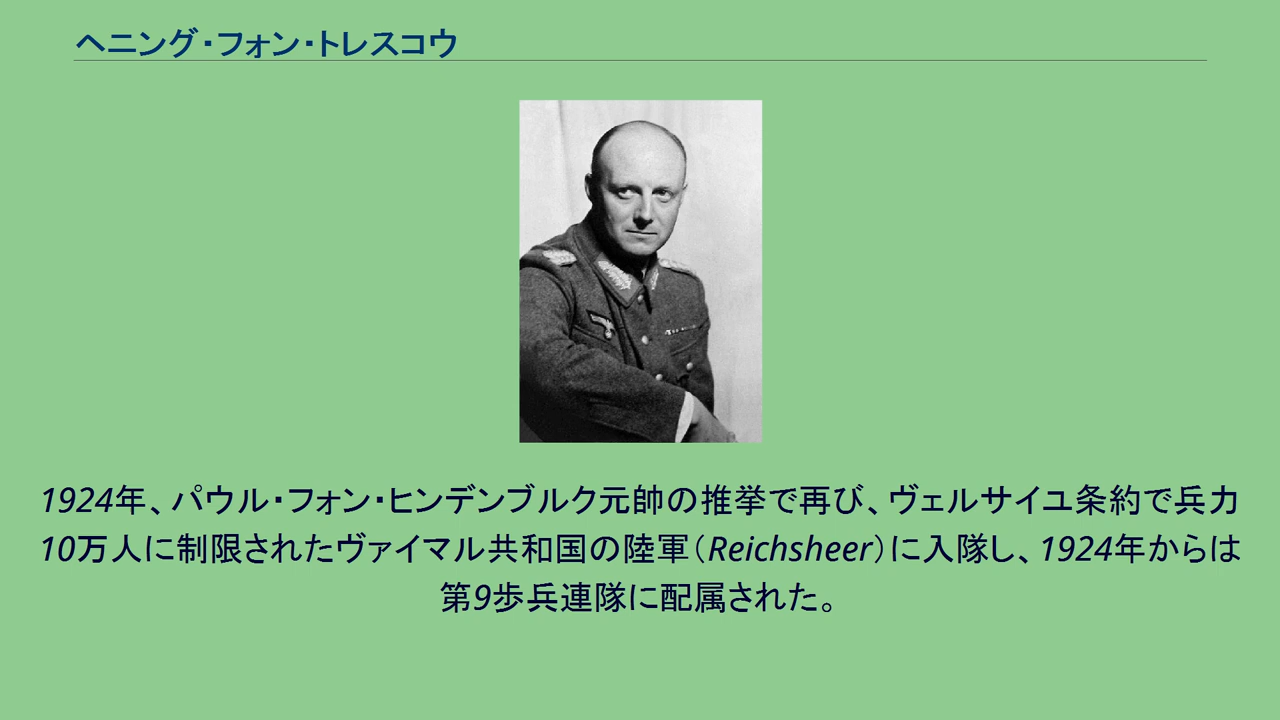 ヘニング・フォン・トレスコウ
1924年、パウル・フォン・ヒンデンブルク元帥の推挙で再び、ヴェルサイユ条約で兵力
10万人に制限されたヴァイマル共和国の陸軍（Reichsheer）に入隊し、1924年からは
第9歩兵連隊に配属された。